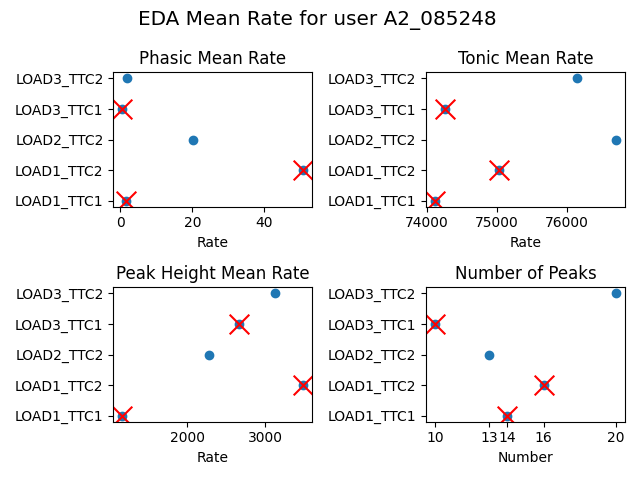 EDA Mean Rate for user A2_085248
Phasic Mean Rate
LOAD3_TTC2
LOAD3_TTC1
LOAD2_TTC2
LOAD1_TTC2
LOAD1_TTC1
0 20 40
Rate
Tonic Mean Rate
LOAD3_TTC2
LOAD3_TTC1
LOAD2_TTC2
LOAD1_TTC2
LOAD1_TTC1
74000 75000 76000
Rate
Peak Height Mean Rate
LOAD3_TTC2
LOAD3_TTC1
LOAD2_TTC2
LOAD1_TTC2
LOAD1_TTC1
2000 3000
Rate
Number of Peaks
LOAD3_TTC2
LOAD3_TTC1
LOAD2_TTC2
LOAD1_TTC2
LOAD1_TTC1
10 13 14 16 20
Number